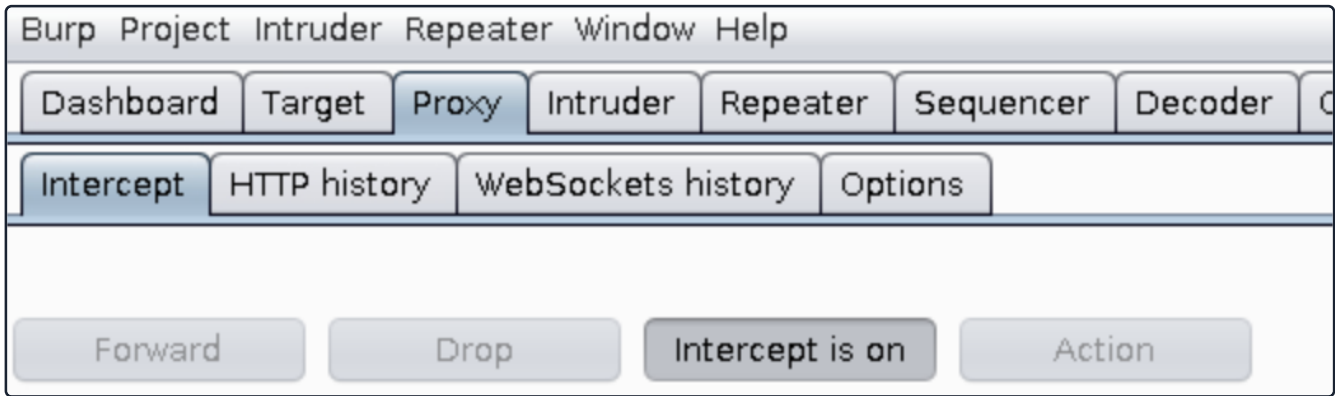 Burp Project Intruder Repeater Window Help
Dashboard Target Proxy Intruder Repeater Sequencer Decoder
Intercept HTTP history WebSockets history Options
Forward Drop Intercept is on Action